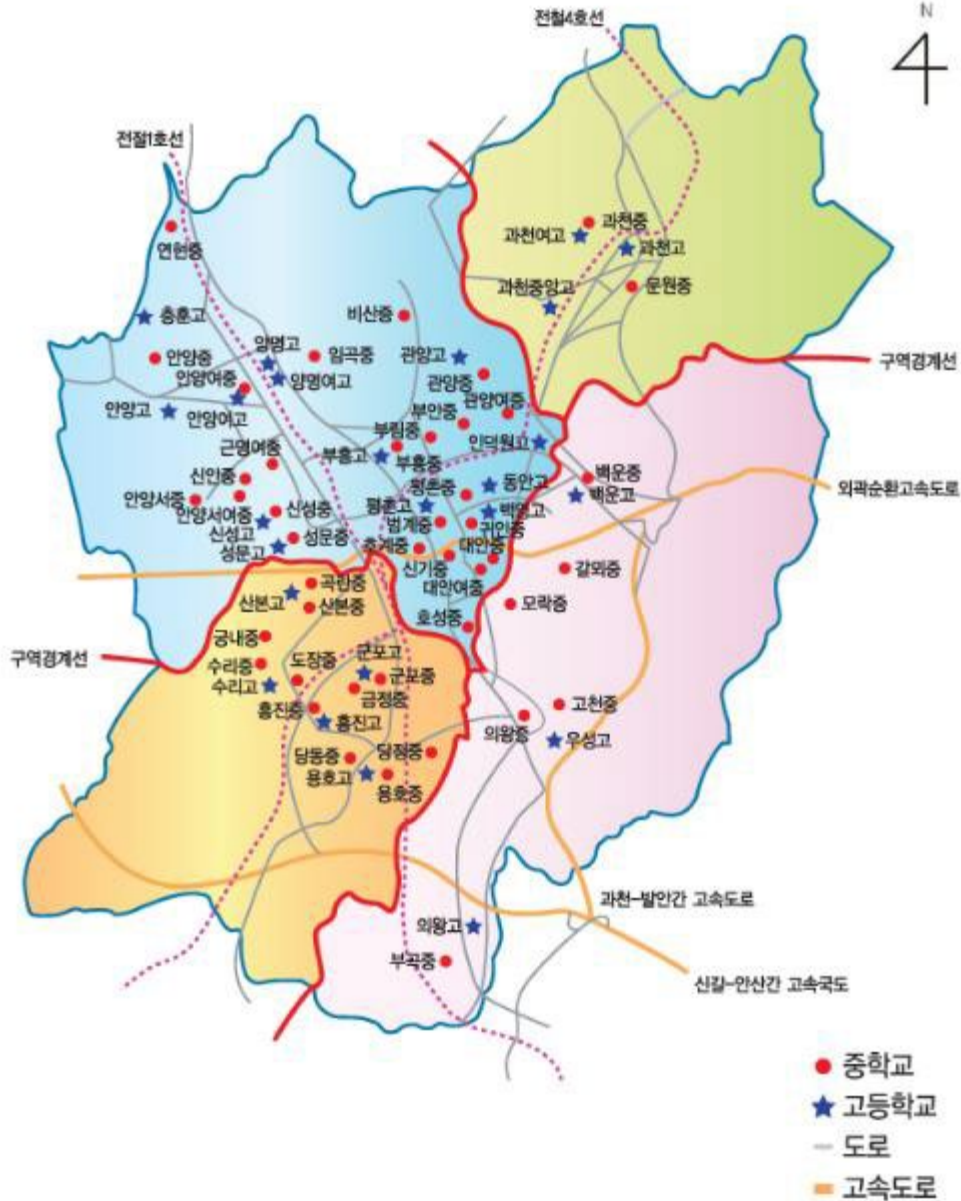 N
전철4호선
전철1호선
연현중
과천중
과천여고
과천고
과천중앙고
문원중
충훈고
비산중
양명고
임곡중
관양고
안양중
안양여중
양명여고
관양중
구역경계선
안양고
안양여고
부안중
관양여중
부림중
인덕원고
근명여중
부흥고
부흥중
백운중
신안중
평촌중
동안고
백운고
외곽순환고속도로
안양서중
안양서여중
신성중
평촌고
백영고
신성고
성문중
범계중
귀인중
성문고
호계중
대안중
신기중
갈뫼중
대안여중
곡란중
산본고
산본중
모락중
호성중
궁내중
구역경계선
수리중
도장중
군포고
수리고
군포중
금정중
고천중
흥진중
흥진고
의왕중
우성고
당동중
당정중
용호고
용호중
과천-발안간 고속도로
의왕고
부곡중
신길-안산간 고속국도
중학교
고등학교
도로
고속도로